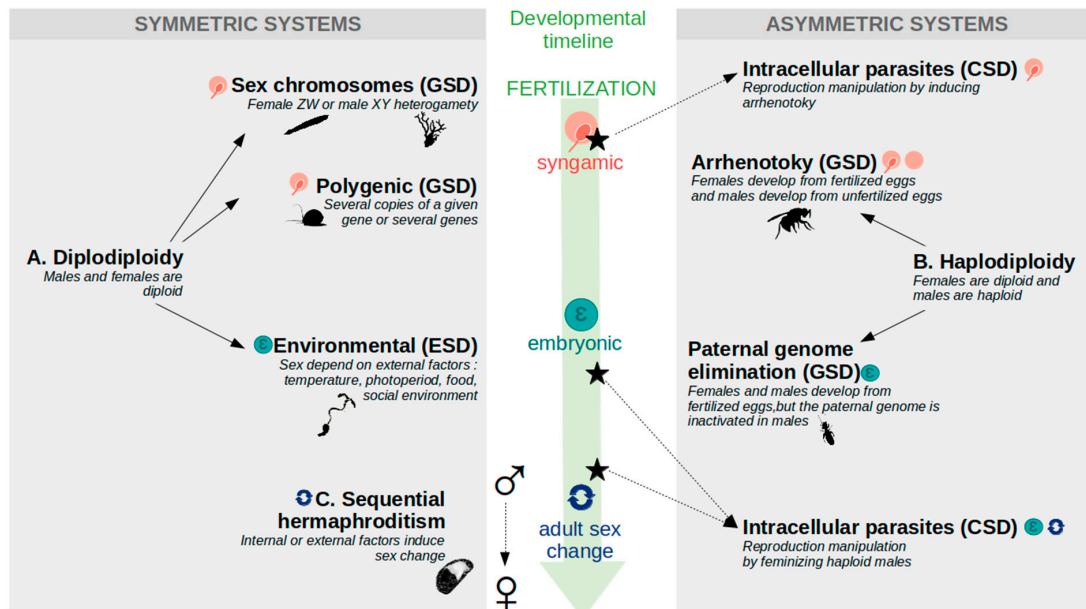 SYMMETRIC SYSTEMS
Sex chromosomes (GSD)
Female ZW or male XY heterogamety
Polygenic (GSD)
Several copies of a given
gene or several genes
A. Diplodiploidy
Males and females are
diploid
ε
Environmental (ESD)
Sex depend on external factors :
temperature, photoperiod, food,
social environment
C. Sequential
hermaphroditism
Internal or external factors induce
sex change
Developmental
timeline
FERTILIZATION
syngamic
ε
embryonic
♂
adult sex
change
♀
ASYMMETRIC SYSTEMS
Intracellular parasites (CSD)
Reproduction manipulation by inducing
arrhenotoky
Arrhenotoky (GSD)
Females develop from fertilized eggs
and males develop from unfertilized eggs
B. Haplodiploidy
Females are diploid and
males are haploid
Paternal genome
elimination (GSD) ε
Females and males develop from
fertilized eggs,but the paternal genome is
inactivated in males
Intracellular parasites (CSD) ε
Reproduction manipulation
by feminizing haploid males